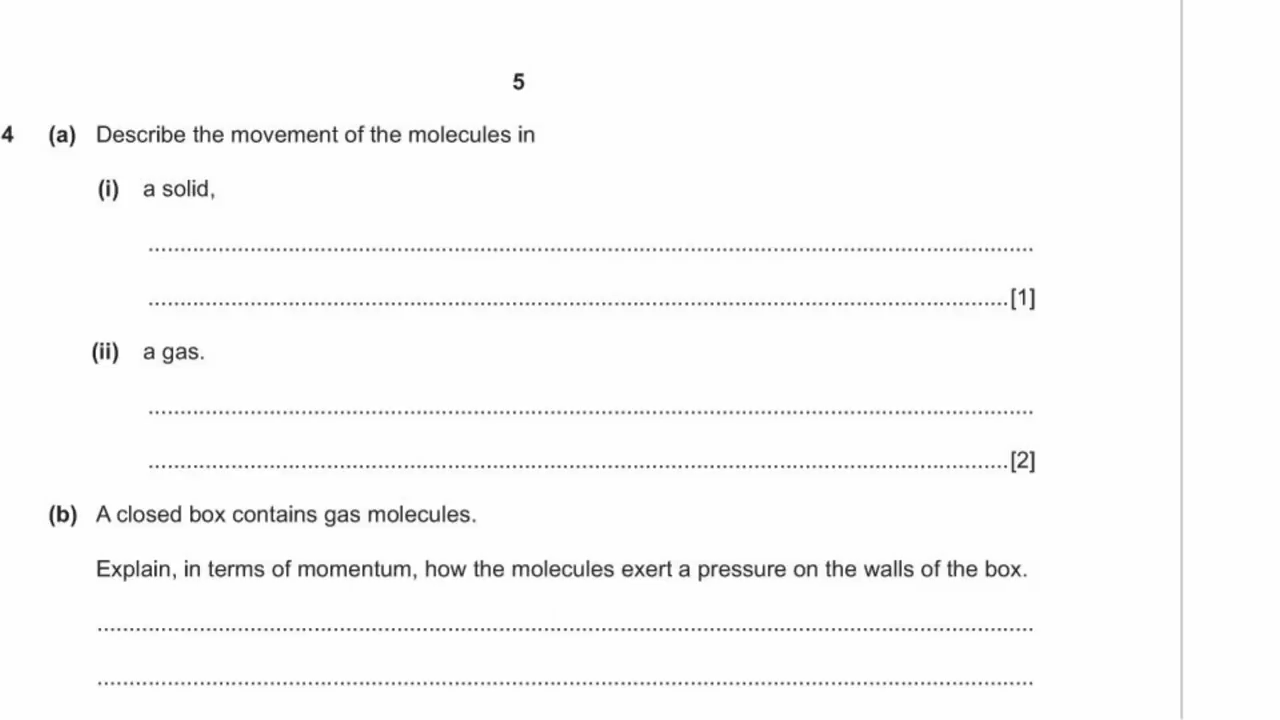 5
4 (a) Describe the movement of the molecules in
(i) a solid,
..........................................................................................................................................
......................................................................................................................................[1]
(ii) a gas.
..........................................................................................................................................
......................................................................................................................................[2]
(b) A closed box contains gas molecules.
Explain, in terms of momentum, how the molecules exert a pressure on the walls of the box.
..................................................................................................................................................
..................................................................................................................................................